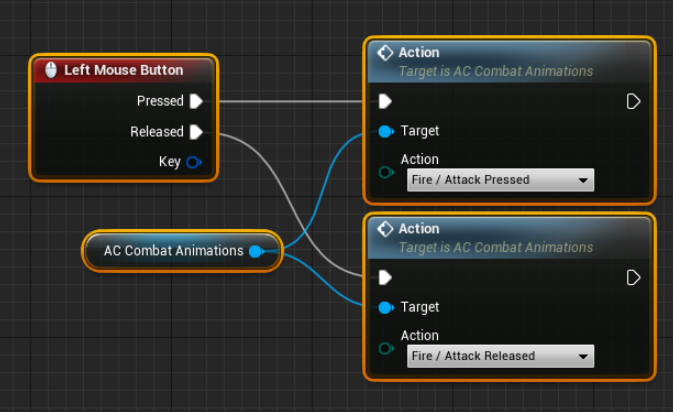 Left Mouse Button
Pressed
Released
Key
AC Combat Animations
Action
Target is AC Combat Animations
Target
Action
Fire / Attack Pressed
Action
Target is AC Combat Animations
Target
Action
Fire / Attack Released